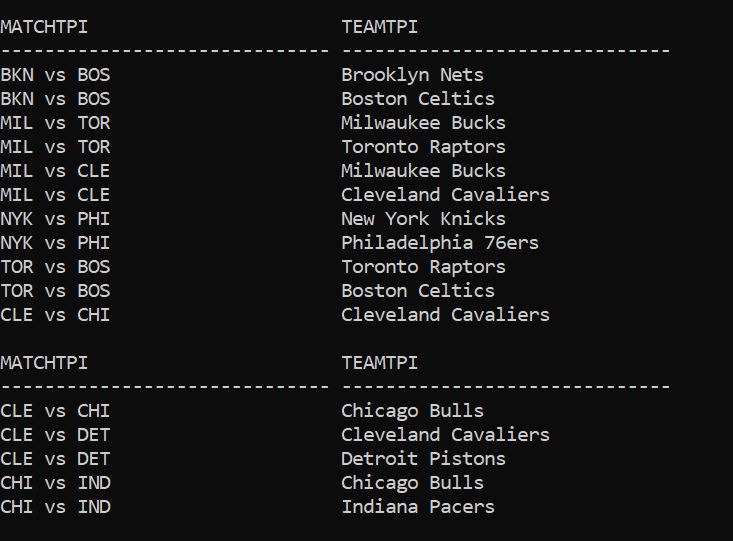 MATCHTPI                       TEAMTPI
------------------------------ ------------------------------
BKN vs BOS                     Brooklyn Nets
BKN vs BOS                     Boston Celtics
MIL vs TOR                     Milwaukee Bucks
MIL vs TOR                     Toronto Raptors
MIL vs CLE                     Milwaukee Bucks
MIL vs CLE                     Cleveland Cavaliers
NYK vs PHI                     New York Knicks
NYK vs PHI                     Philadelphia 76ers
TOR vs BOS                     Toronto Raptors
TOR vs BOS                     Boston Celtics
CLE vs CHI                     Cleveland Cavaliers

MATCHTPI                       TEAMTPI
------------------------------ ------------------------------
CLE vs CHI                     Chicago Bulls
CLE vs DET                     Cleveland Cavaliers
CLE vs DET                     Detroit Pistons
CHI vs IND                     Chicago Bulls
CHI vs IND                     Indiana Pacers